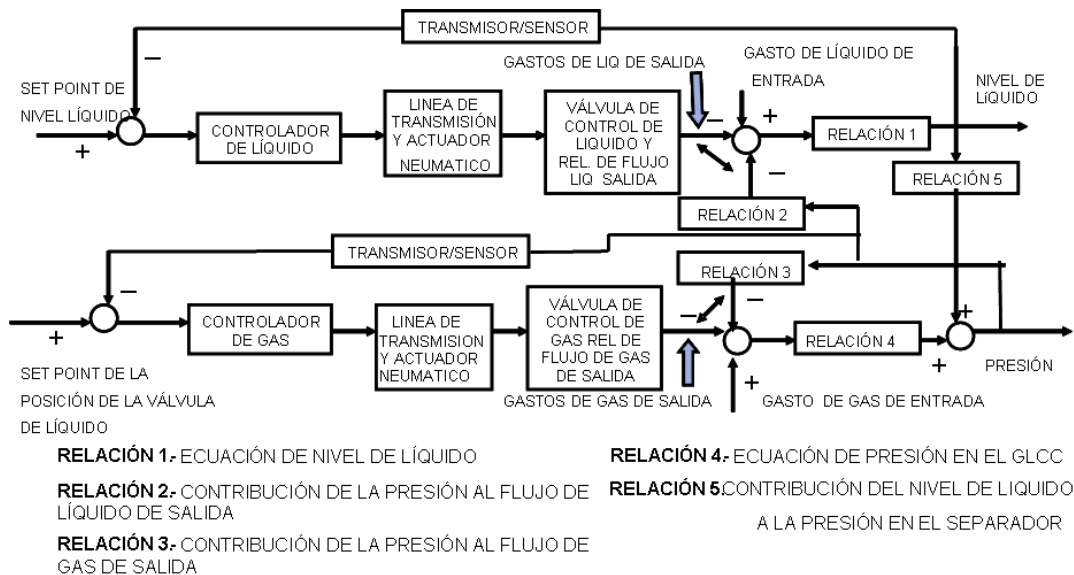 TRANSMISOR/SENSOR
GASTOS DE LIQ DE SALIDA
GASTO DE LÍQUIDO DE
ENTRADA
NIVEL DE
LÍQUIDO
SET POINT DE
NIVEL LÍQUIDO
−
+
CONTROLADOR
DE LÍQUIDO
LINEA DE
TRANSMISIÓN
Y ACTUADOR
NEUMATICO
VÁLVULA DE
CONTROL DE
LIQUIDO Y
REL. DE FLUJO
LIQ SALIDA
−
+
−
RELACIÓN 1
RELACIÓN 5
RELACIÓN 2
TRANSMISOR/SENSOR
RELACIÓN 3
−
+
CONTROLADOR
DE GAS
LINEA DE
TRANSMISION
Y ACTUADOR
NEUMATICO
VÁLVULA DE
CONTROL DE
GAS REL DE
FLUJO DE GAS
DE SALIDA
−
−
+
RELACIÓN 4
+
+
PRESIÓN
SET POINT DE LA
POSICIÓN DE LA VÁLVULA
DE LÍQUIDO
GASTOS DE GAS DE SALIDA
GASTO DE GAS DE ENTRADA
RELACIÓN 1.- ECUACIÓN DE NIVEL DE LÍQUIDO
RELACIÓN 2.- CONTRIBUCIÓN DE LA PRESIÓN AL FLUJO DE
LÍQUIDO DE SALIDA
RELACIÓN 3.- CONTRIBUCIÓN DE LA PRESIÓN AL FLUJO DE
GAS DE SALIDA
RELACIÓN 4.- ECUACIÓN DE PRESIÓN EN EL GLCC
RELACIÓN 5.CONTRIBUCIÓN DEL NIVEL DE LIQUIDO
A LA PRESIÓN EN EL SEPARADOR